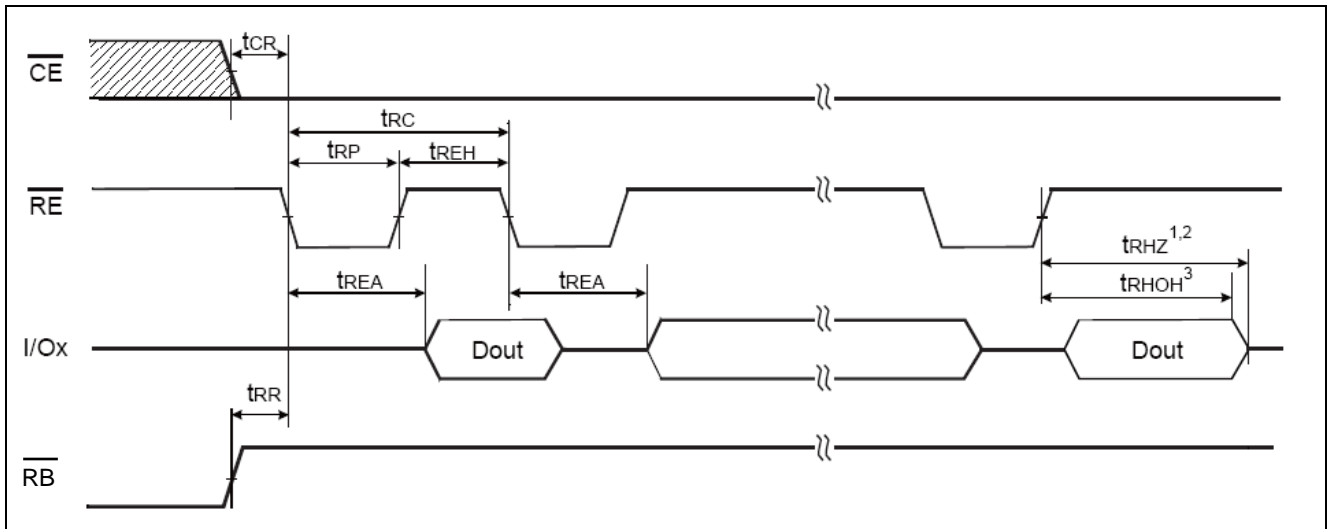 CE
tCR
tRC
tRP
tREH
RE
tRHZ1,2
tREA
tREA
tRHOH3
I/Ox
Dout
Dout
tRR
RB